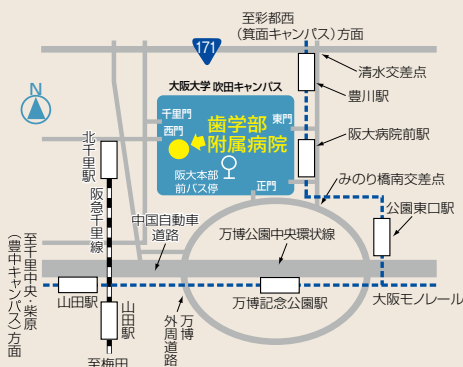 至彩都西
(箕面キャンパス)方面
171
清水交差点
豊川駅
大阪大学 吹田キャンパス
N
千里門
西門
東門
歯学部
附属病院
阪大病院前駅
阪大本部
前バス停
正門
みのり橋南交差点
北千里駅
阪急千里線
公園東口駅
中国自動車
道路
万博公園中央環状線
至千里中央・柴原
(豊中キャンパス)方面
山田駅
山田駅
万博
外周道路
万博記念公園駅
大阪モノレール
至梅田